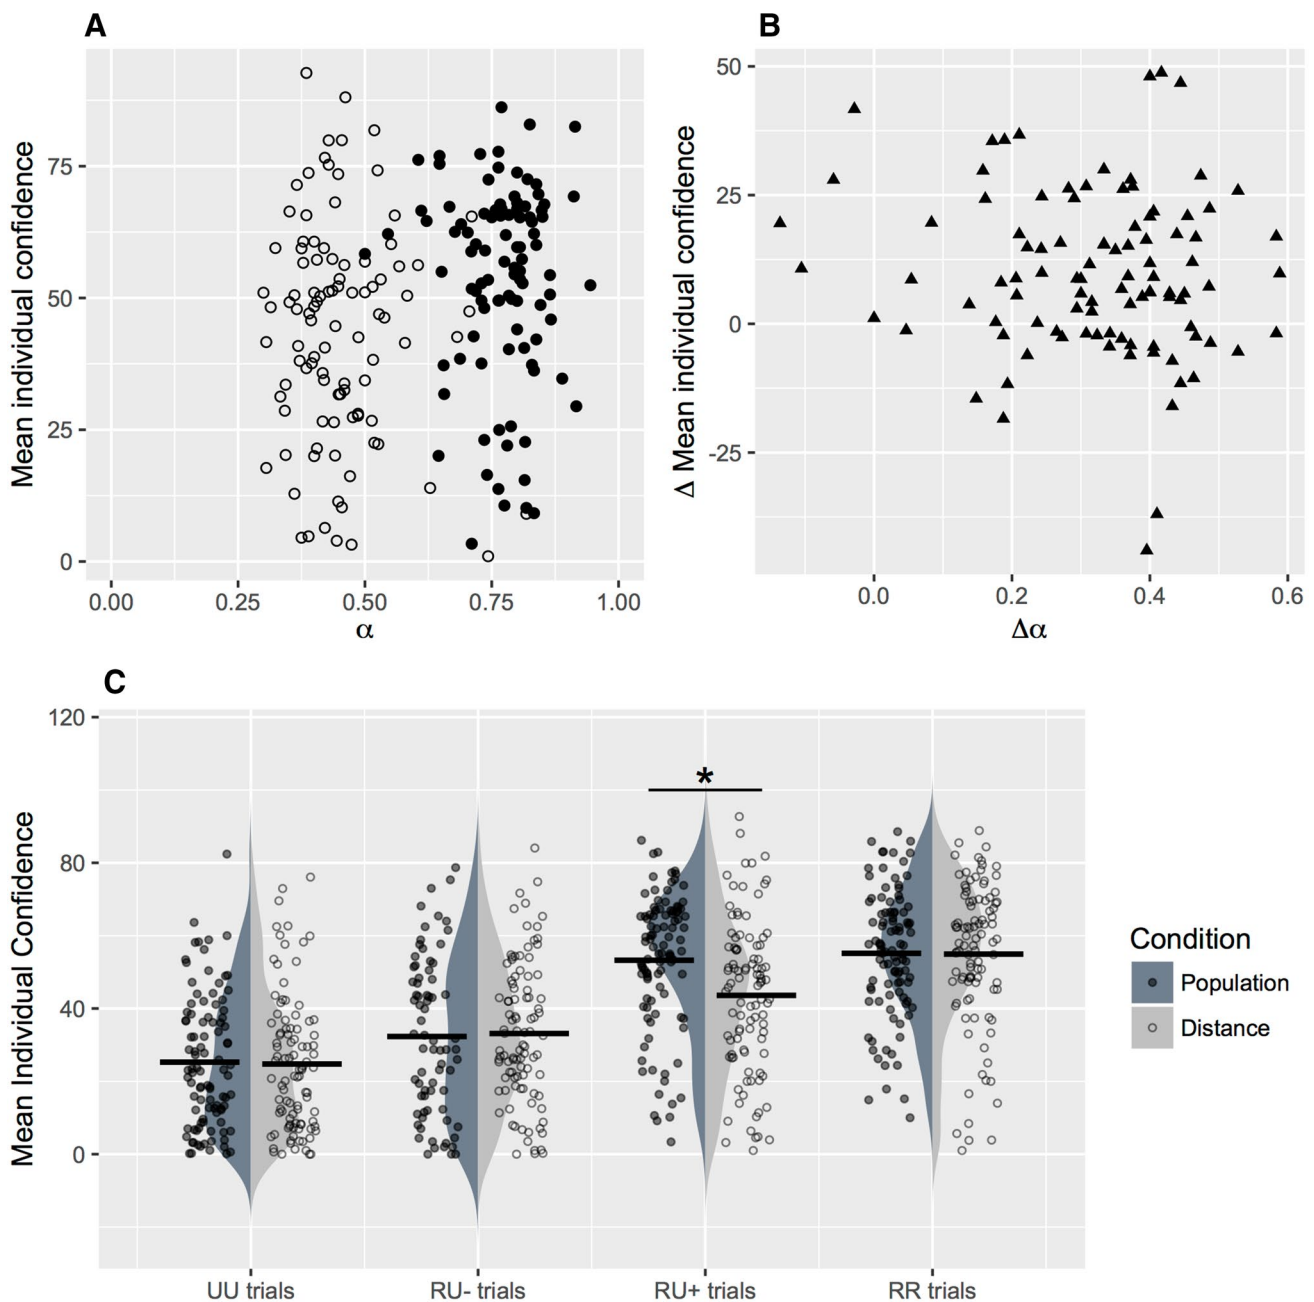 A
B
Mean individual confidence
75
50
25
0
0.00 0.25 0.50 0.75 1.00
α
Δ Mean individual confidence
50
25
0
-25
0.0 0.2 0.4 0.6
Δα
C
Mean Individual Confidence
120
80
40
0
*
UU trials RU- trials RU+ trials RR trials
Condition
Population
Distance